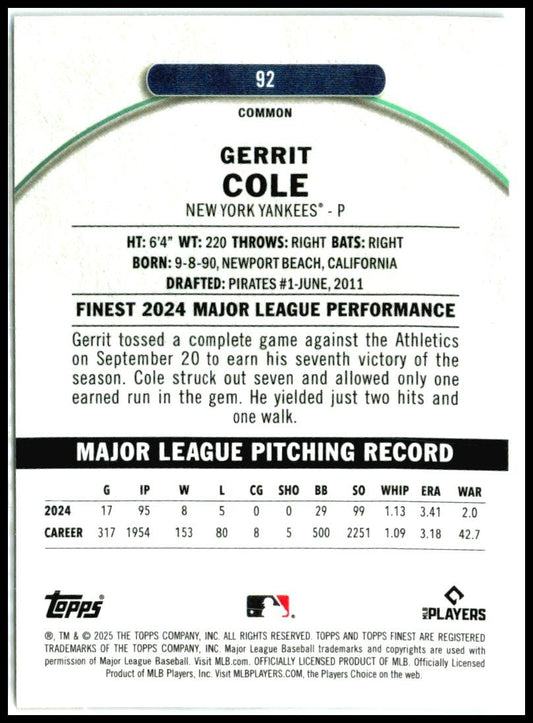 92
COMMON
GERRIT
COLE
NEW YORK YANKEES® - P
HT: 6'4" WT: 220 THROWS: RIGHT BATS: RIGHT
BORN: 9-8-90, NEWPORT BEACH, CALIFORNIA
DRAFTED: PIRATES #1-JUNE, 2011
FINEST 2024 MAJOR LEAGUE PERFORMANCE
Gerrit tossed a complete game against the Athletics
on September 20 to earn his seventh victory of the
season. Cole struck out seven and allowed only one
earned run in the gem. He yielded just two hits and
one walk.
MAJOR LEAGUE PITCHING RECORD
G IP W L CG SHO BB SO WHIP ERA WAR
2024 17 95 8 5 0 0 29 99 1.13 3.41 2.0
CAREER 317 1954 153 80 8 5 500 2251 1.09 3.18 42.7
TOPPS®
MLB PLAYERS
®, TM & © 2025 THE TOPPS COMPANY, INC. ALL RIGHTS RESERVED. TOPPS AND TOPPS FINEST ARE REGISTERED
TRADEMARKS OF THE TOPPS COMPANY, INC. Major League Baseball trademarks and copyrights are used with
permission of Major League Baseball. Visit MLB.com. OFFICIALLY LICENSED PRODUCT OF MLB. Officially Licensed
Product of MLB Players, Inc. Visit MLBPLAYERS.COM, the Players Choice on the web.